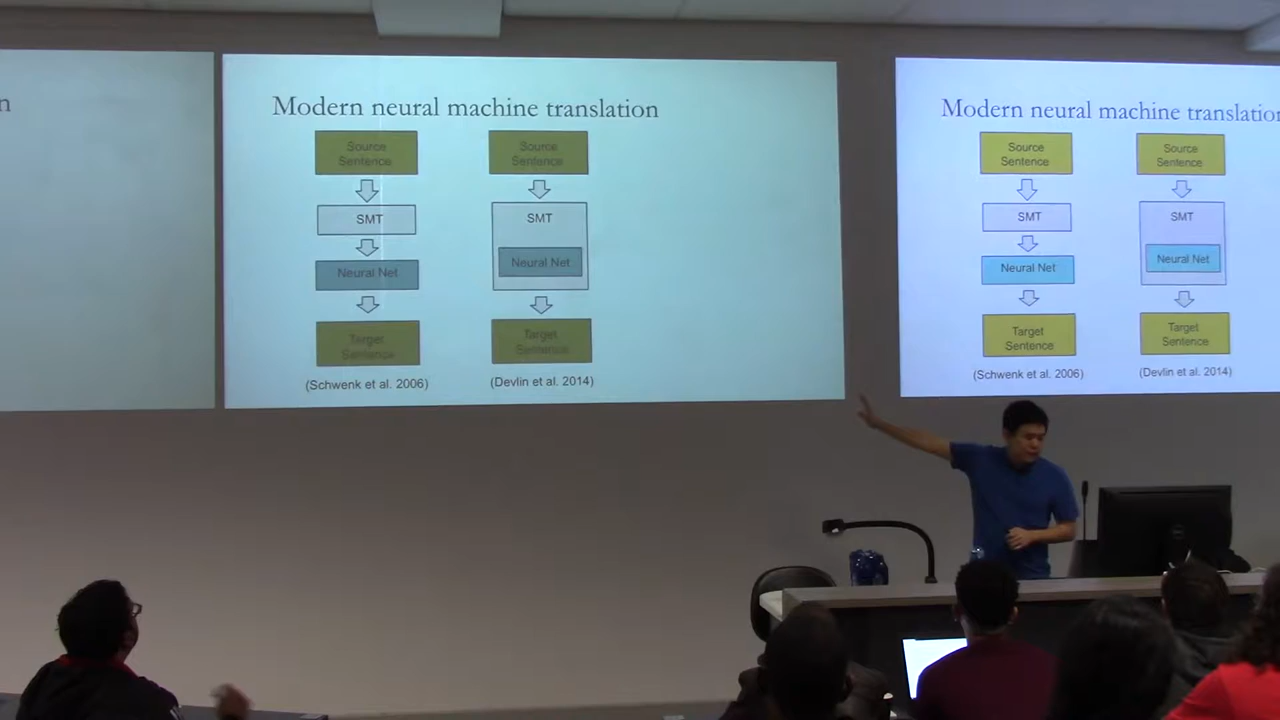 n
Modern neural machine translation
Source
Sentence
SMT
Neural Net
Target
Sentence
(Schwenk et al. 2006)
Source
Sentence
SMT
Neural Net
Target
Sentence
(Devlin et al. 2014)
Modern neural machine translation
Source
Sentence
SMT
Neural Net
Target
Sentence
(Schwenk et al. 2006)
Source
Sentence
SMT
Neural Net
Target
Sentence
(Devlin et al. 2014)